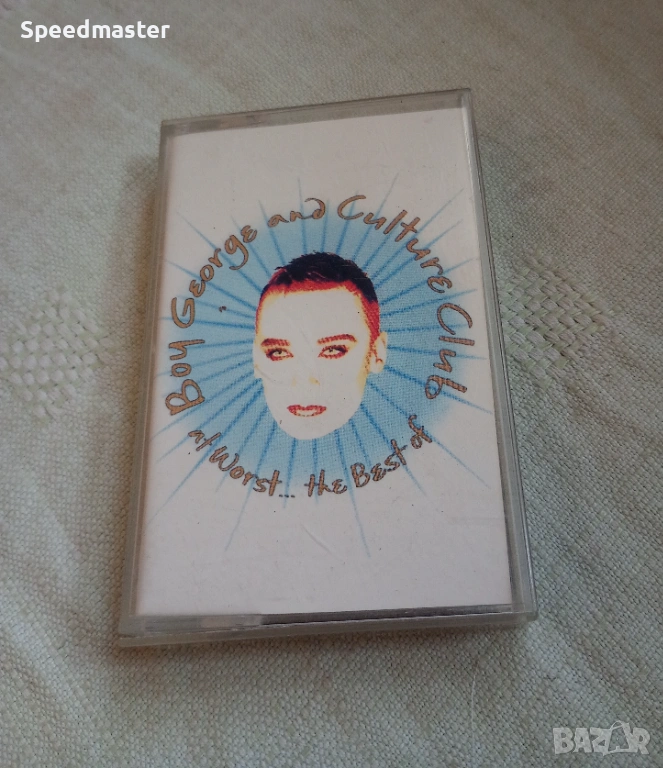 Speedmaster
Boy George and Culture Club
at Worst... the Best of
BAZAR